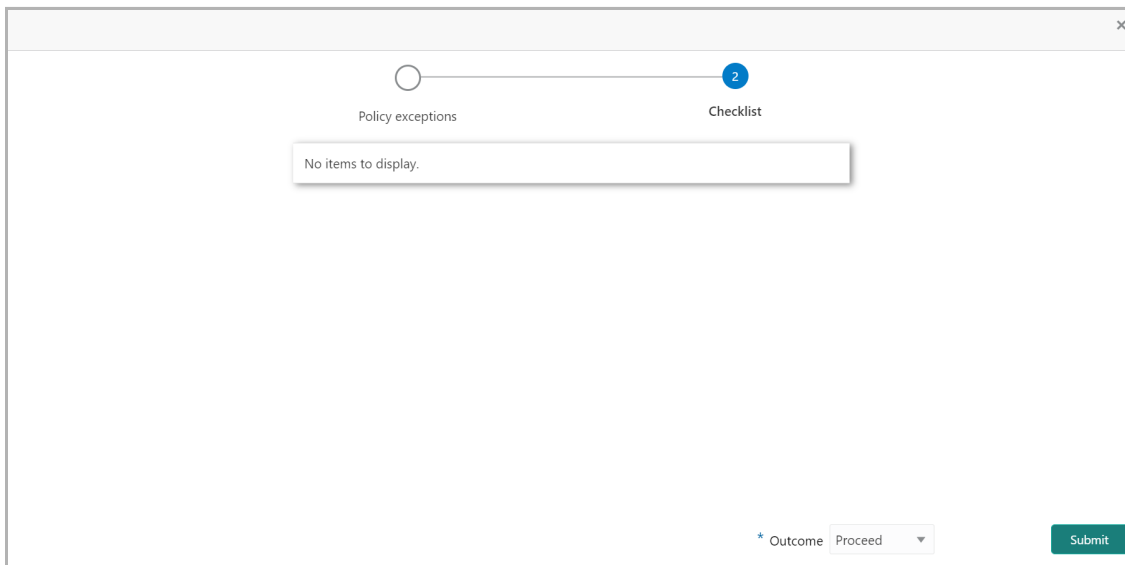 ×
2
Policy exceptions
Checklist
No items to display.
* Outcome Proceed
Submit